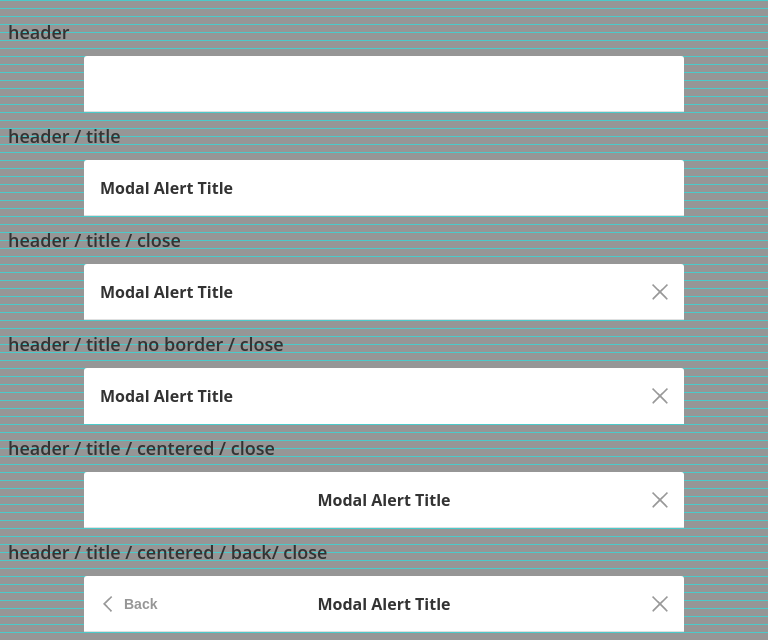 header
header / title
Modal Alert Title
header / title / close
Modal Alert Title
header / title / no border / close
Modal Alert Title
header / title / centered / close
Modal Alert Title
header / title / centered / back/ close
Back Modal Alert Title